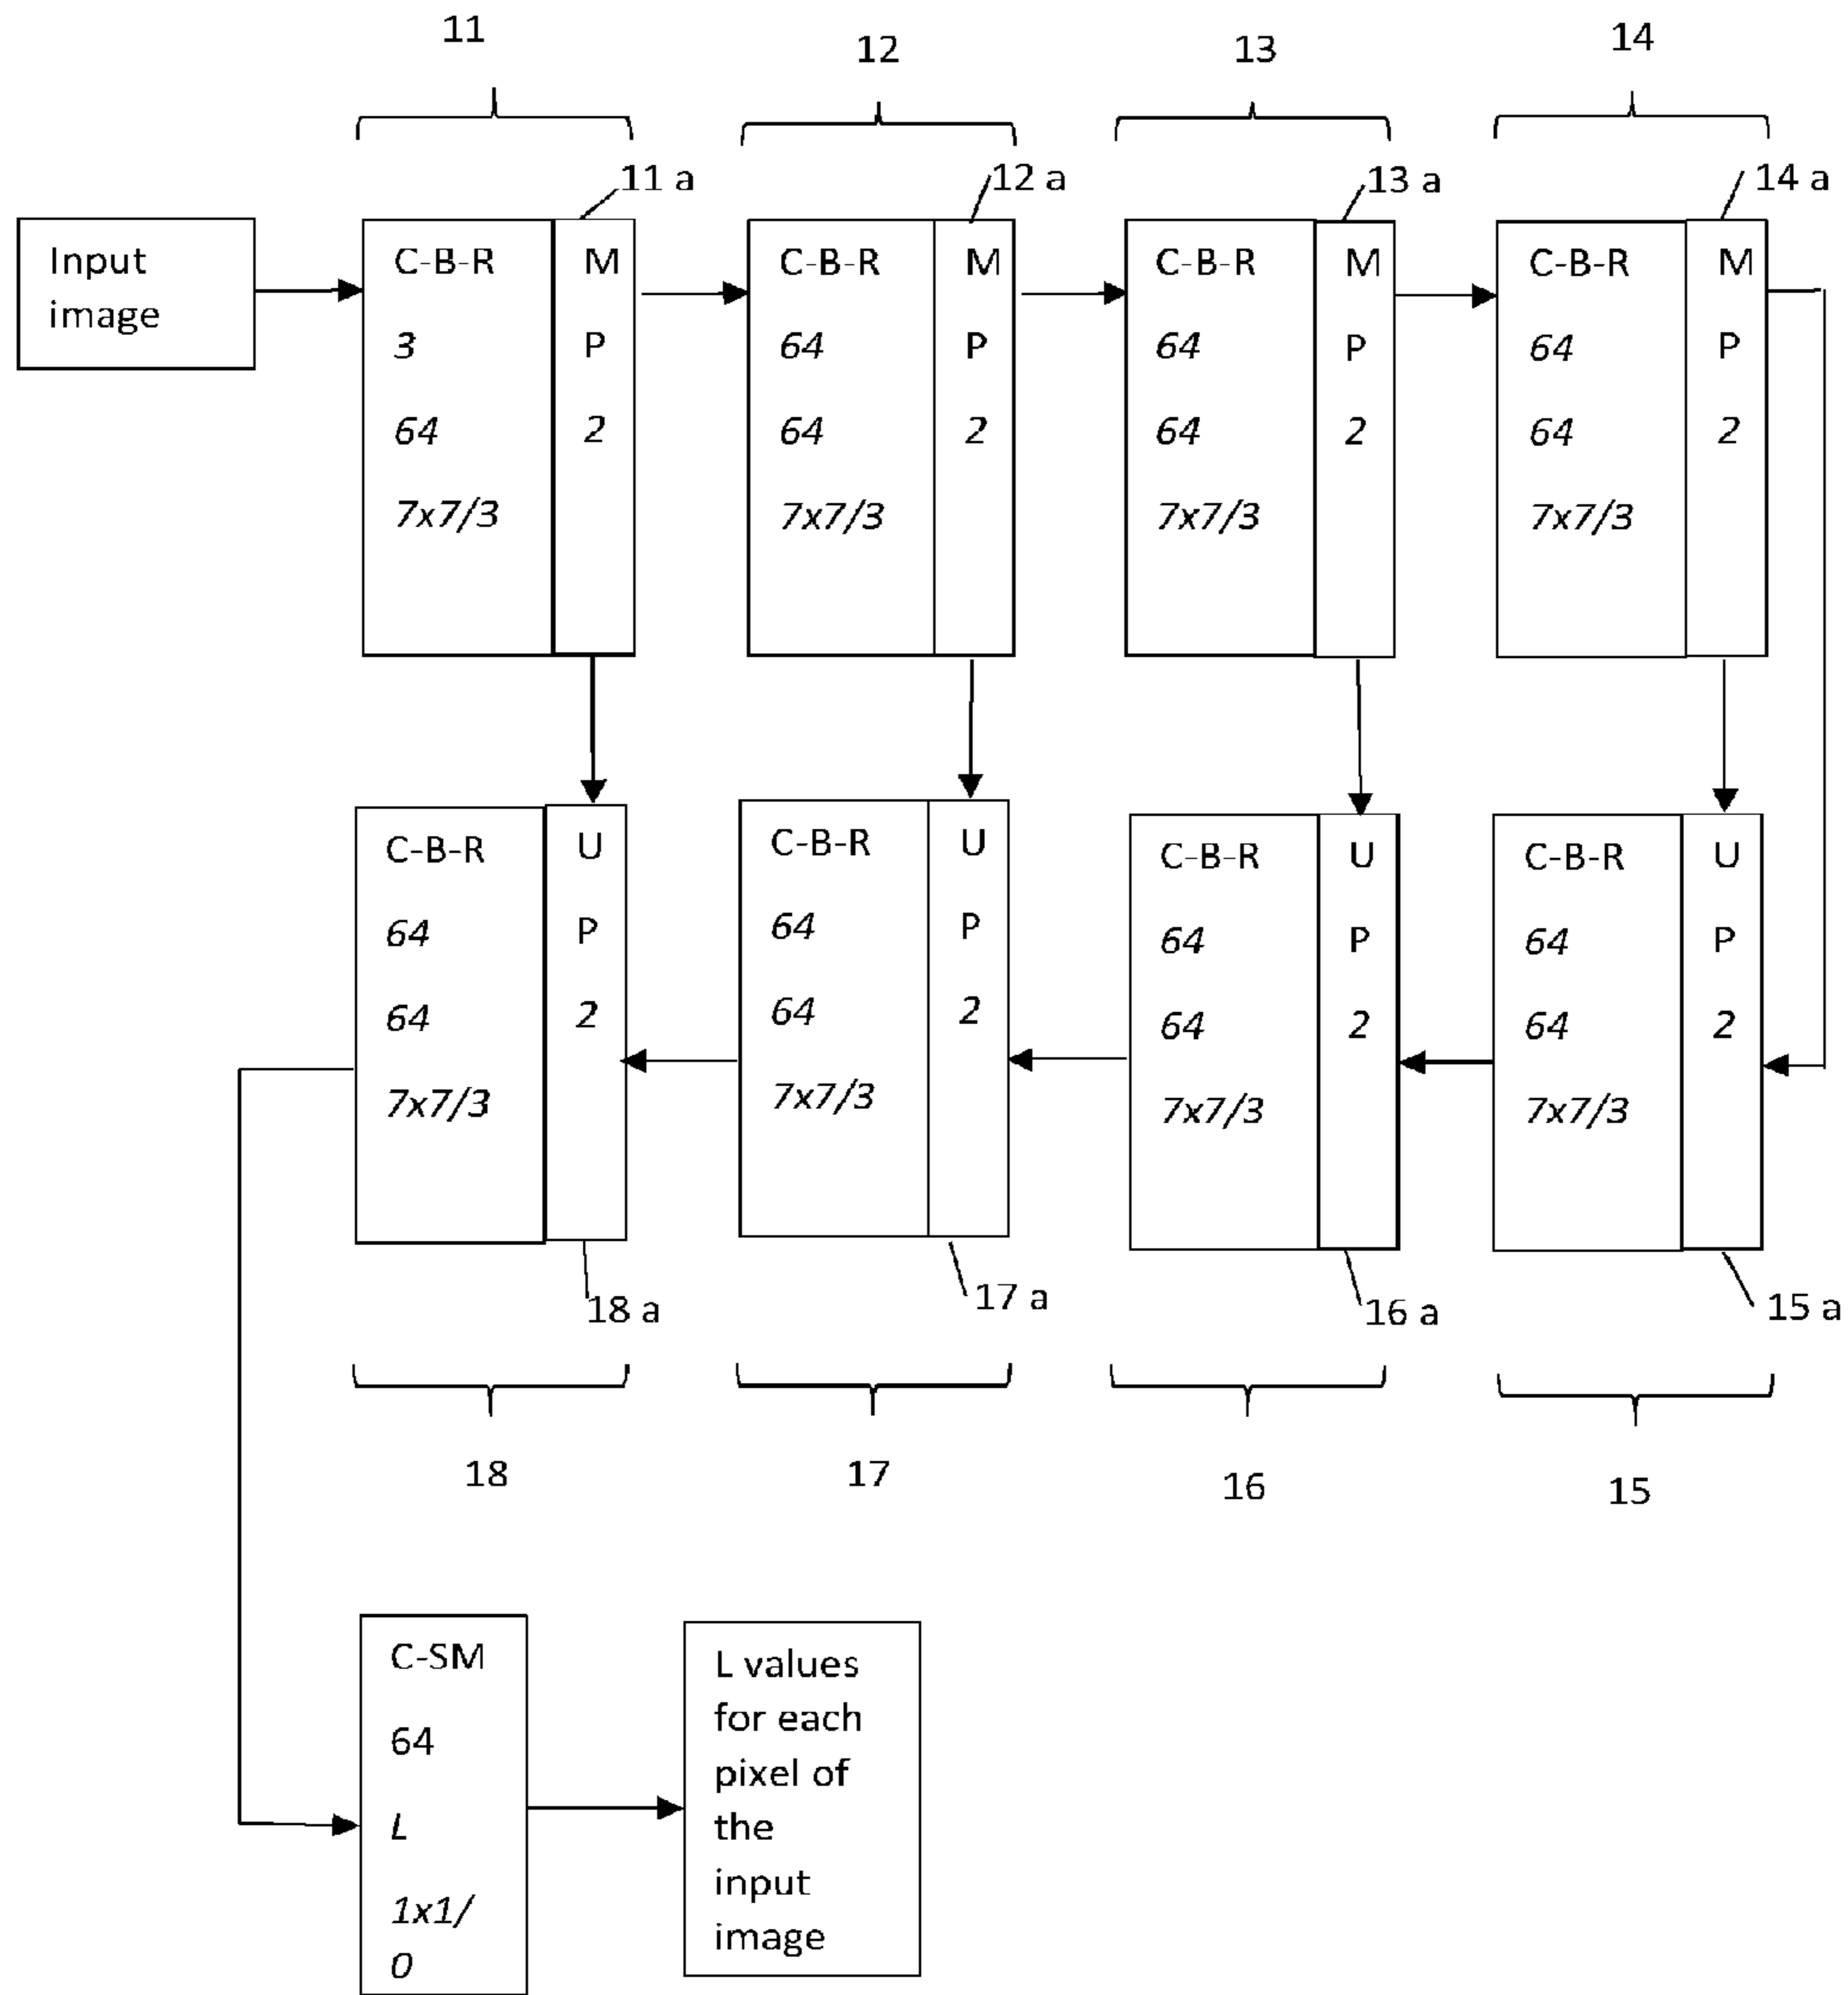 11
12
13
14
11 a
12 a
13 a
14 a
Input
image
C-B-R
3
64
7x7/3
M
P
2
C-B-R
64
64
7x7/3
M
P
2
C-B-R
64
64
7x7/3
M
P
2
C-B-R
64
64
7x7/3
M
P
2
C-B-R
64
64
7x7/3
U
P
2
C-B-R
64
64
7x7/3
U
P
2
C-B-R
64
64
7x7/3
U
P
2
C-B-R
64
64
7x7/3
U
P
2
18 a
17 a
16 a
15 a
18
17
16
15
C-SM
64
L
1x1/
0
L values
for each
pixel of
the
input
image